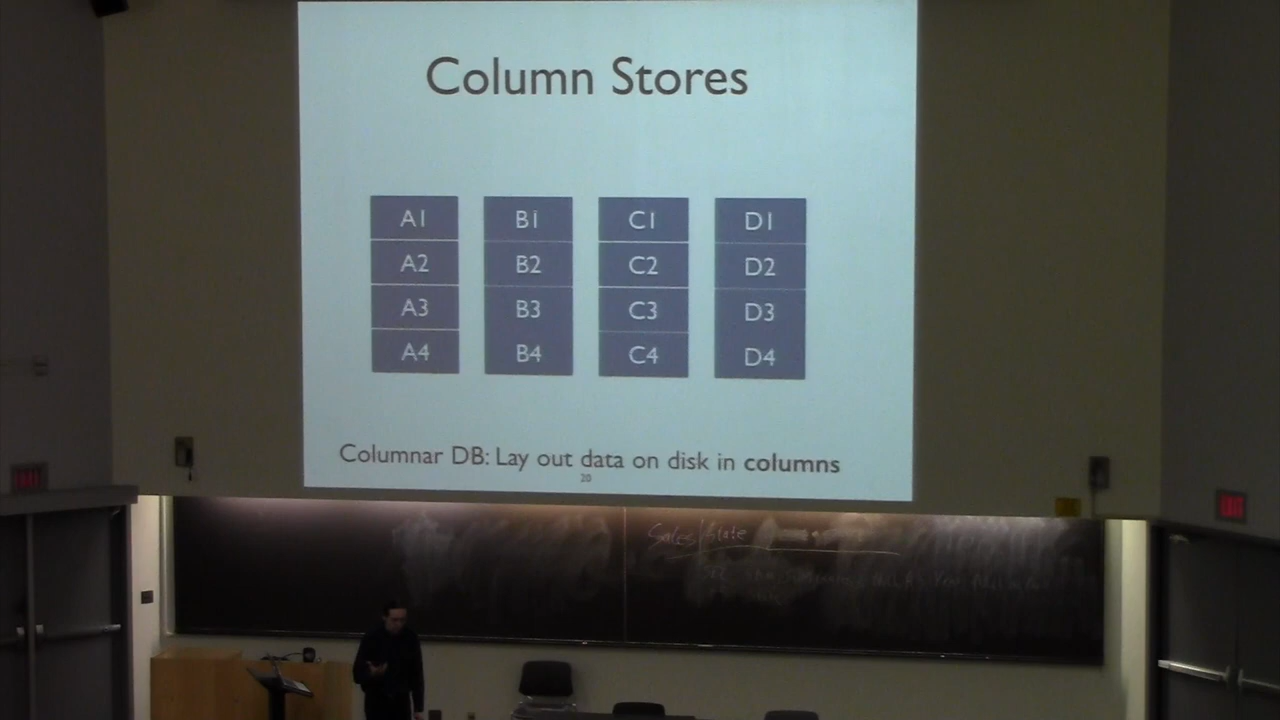 Column Stores
A1 B1 C1 D1
A2 B2 C2 D2
A3 B3 C3 D3
A4 B4 C4 D4
Columnar DB: Lay out data on disk in columns
20
Sales/State